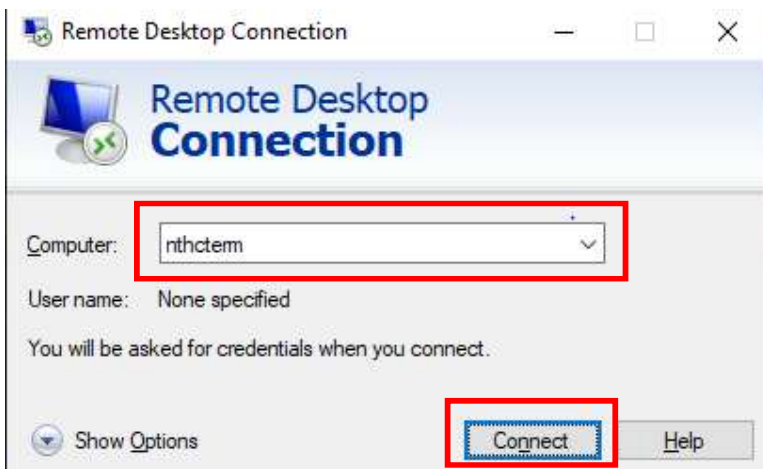 Remote Desktop Connection
Remote Desktop
Connection
Computer: nthcterm
User name: None specified
You will be asked for credentials when you connect.
Show Options Connect Help